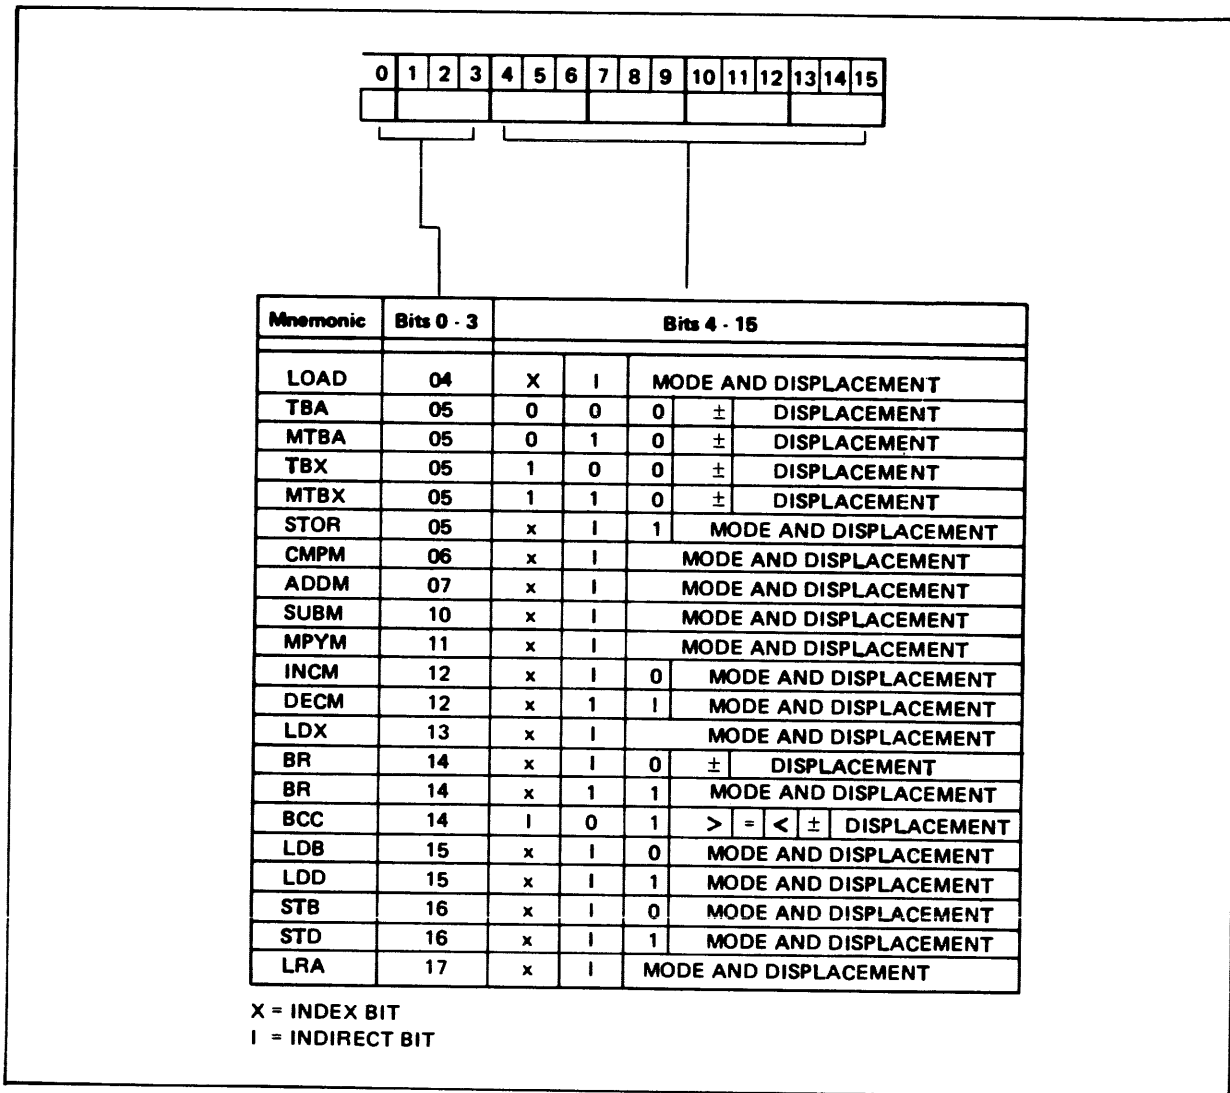 0 1 2 3 4 5 6 7 8 9 10 11 12 13 14 15
Mnemonic Bits 0 - 3 Bits 4 - 15
LOAD 04 X I MODE AND DISPLACEMENT
TBA 05 0 0 0 ± DISPLACEMENT
MTBA 05 0 1 0 ± DISPLACEMENT
TBX 05 1 0 0 ± DISPLACEMENT
MTBX 05 1 1 0 ± DISPLACEMENT
STOR 05 x I 1 MODE AND DISPLACEMENT
CMPM 06 x I MODE AND DISPLACEMENT
ADDM 07 x I MODE AND DISPLACEMENT
SUBM 10 x I MODE AND DISPLACEMENT
MPYM 11 x I MODE AND DISPLACEMENT
INCM 12 x I 0 MODE AND DISPLACEMENT
DECM 12 x 1 I MODE AND DISPLACEMENT
LDX 13 x I MODE AND DISPLACEMENT
BR 14 x I 0 ± DISPLACEMENT
BR 14 x 1 1 MODE AND DISPLACEMENT
BCC 14 I 0 1 > = < ± DISPLACEMENT
LDB 15 x I 0 MODE AND DISPLACEMENT
LDD 15 x I 1 MODE AND DISPLACEMENT
STB 16 x I 0 MODE AND DISPLACEMENT
STD 16 x I 1 MODE AND DISPLACEMENT
LRA 17 x I MODE AND DISPLACEMENT
X = INDEX BIT
I = INDIRECT BIT